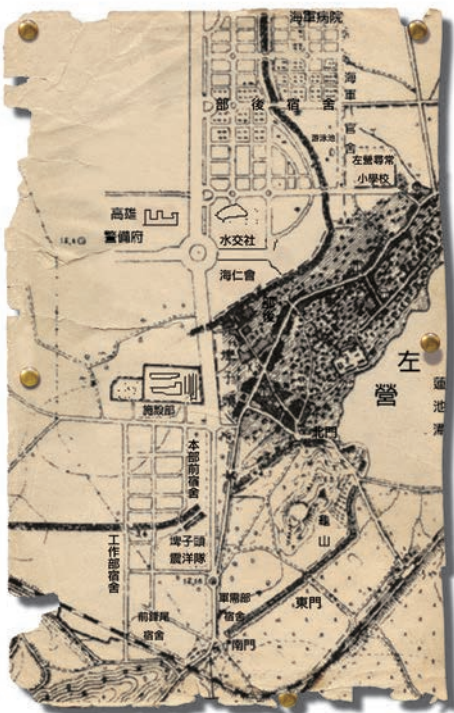 海軍病院
部後宿舍
海軍官舍
游泳池
左營尋常
小學校
高雄
警備府
水交社
海仁會
部後
左營
蓮池潭
施設部
北門
本部前宿舍
龜山
工作部宿舍
埤子頭
震洋隊
軍需部
宿舍
東門
前鋒尾
宿舍
南門